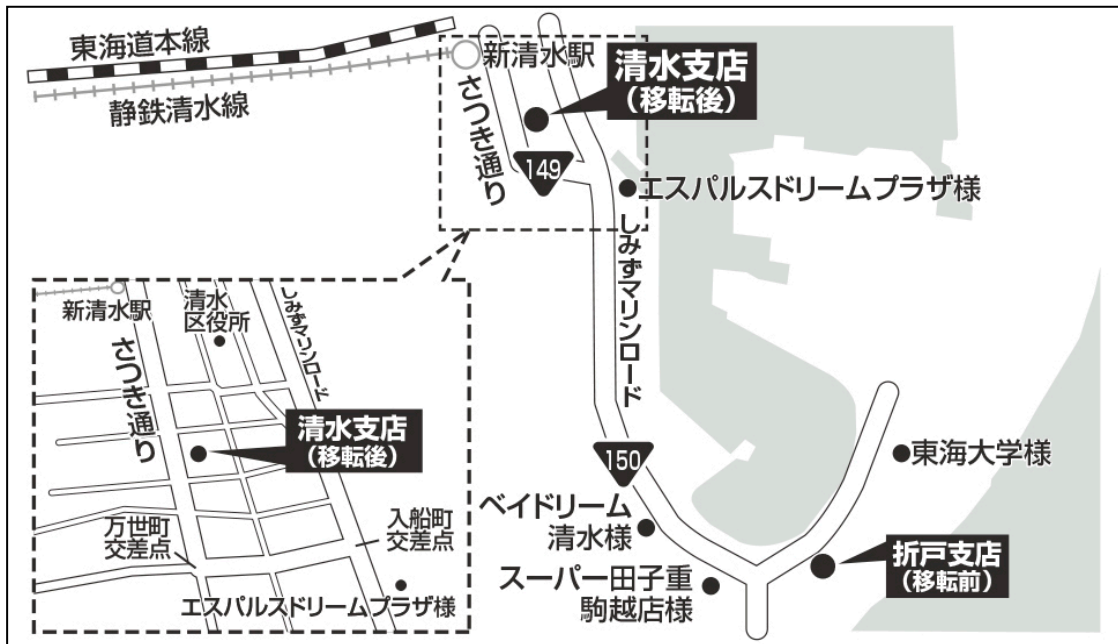 東海道本線
静鉄清水線
新清水駅
さつき通り
清水支店
(移転後)
149
エスパルスドリームプラザ様
しみずマリンロード
150
ベイドリーム
清水様
スーパー田子重
駒越店様
東海大学様
折戸支店
(移転前)
新清水駅
清水
区役所
しみずマリンロード
さつき通り
清水支店
(移転後)
万世町
交差点
入船町
交差点
エスパルスドリームプラザ様